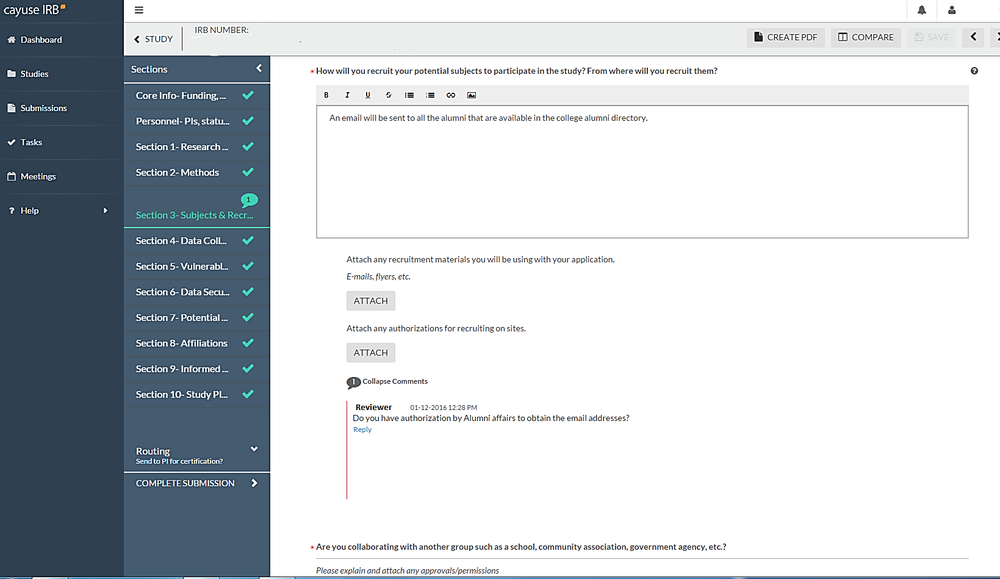 cayuse IRB
Dashboard
Studies
Submissions
Tasks
Meetings
? Help
STUDY
IRB NUMBER:
CREATE PDF
COMPARE
SAVE
Sections
Core Info- Funding,...
Personnel- PIs, statu...
Section 1- Research ...
Section 2- Methods
1
Section 3- Subjects & Recr...
Section 4- Data Coll...
Section 5- Vulnerabl...
Section 6- Data Secu...
Section 7- Potential ...
Section 8- Affiliations
Section 9- Informed ...
Section 10- Study Pl...
Routing
Send to PI for certification?
COMPLETE SUBMISSION
* How will you recruit your potential subjects to participate in the study? From where will you recruit them?
?
B I U S
An email will be sent to all the alumni that are available in the college alumni directory.
Attach any recruitment materials you will be using with your application.
E-mails, flyers, etc.
ATTACH
Attach any authorizations for recruiting on sites.
ATTACH
1 Collapse Comments
Reviewer 01-12-2016 12:28 PM
Do you have authorization by Alumni affairs to obtain the email addresses?
Reply
* Are you collaborating with another group such as a school, community association, government agency, etc.?
Please explain and attach any approvals/permissions